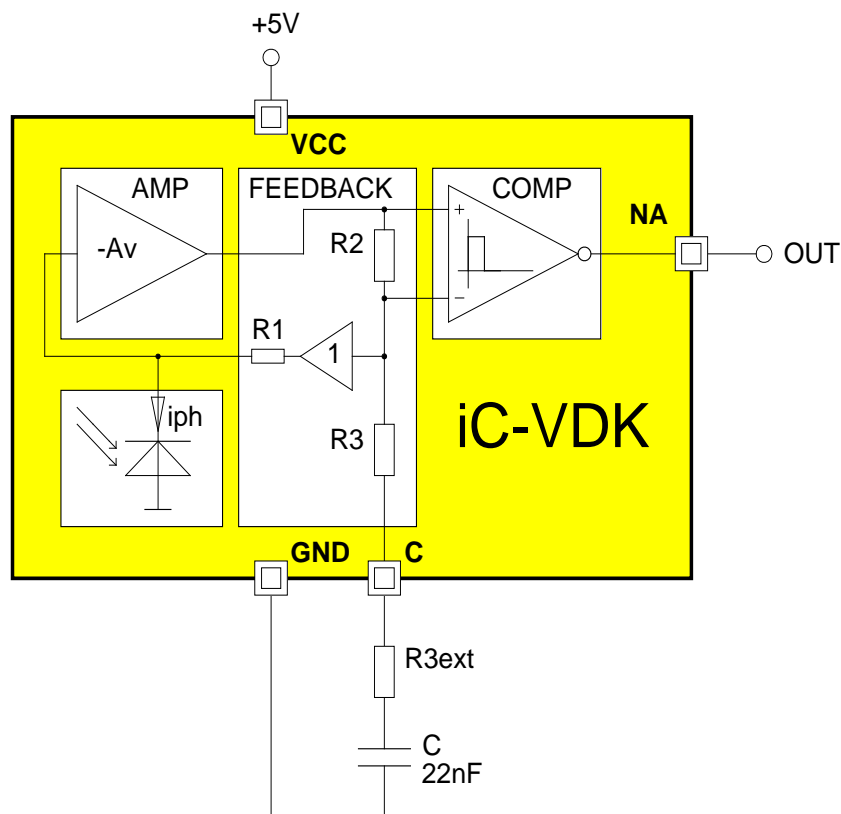 +5V
VCC
AMP
FEEDBACK
COMP
NA
-Av
R2
+
−
OUT
R1
1
iph
R3
iC-VDK
GND
C
R3ext
C
22nF